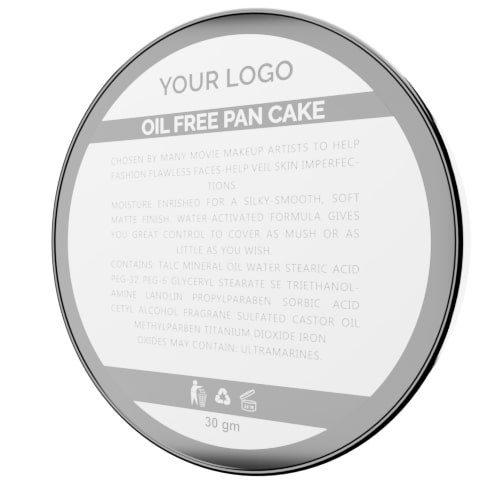 YOUR LOGO
OIL FREE PAN CAKE
CHOSEN BY MANY MOVIE MAKEUP ARTISTS TO HELP
FASHION FLAWLESS FACES-HELP VEIL SKIN IMPERFEC-
TIONS.
MOISTURE ENRISHED FOR A SILKY-SMOOTH, SOFT
MATTE FINISH. WATER-ACTIVATED FORMULA GIVES
YOU GREAT CONTROL TO COVER AS MUSH OR AS
LITTLE AS YOU WISH.
CONTAINS: TALC MINERAL OIL WATER STEARIC ACID
PEG-32 PEG-6 GLYCERYL STEARATE SE TRIETHANOL-
AMINE LANOLIN PROPYLPARABEN SORBIC ACID
CETYL ALCOHOL FRAGRANE SULFATED CASTOR OIL
METHYLPARBEN TITANIUM DIOXIDE IRON
OXIDES MAY CONTAIN: ULTRAMARINES.
30 gm